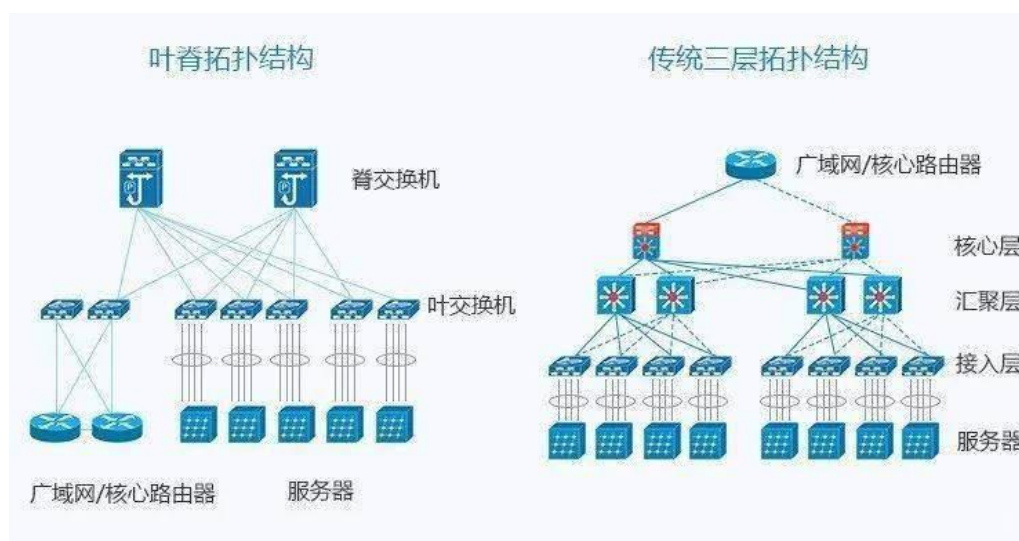 叶脊拓扑结构
传统三层拓扑结构
脊交换机
广域网/核心路由器
核心层
叶交换机
汇聚层
接入层
服务器
广域网/核心路由器
服务器